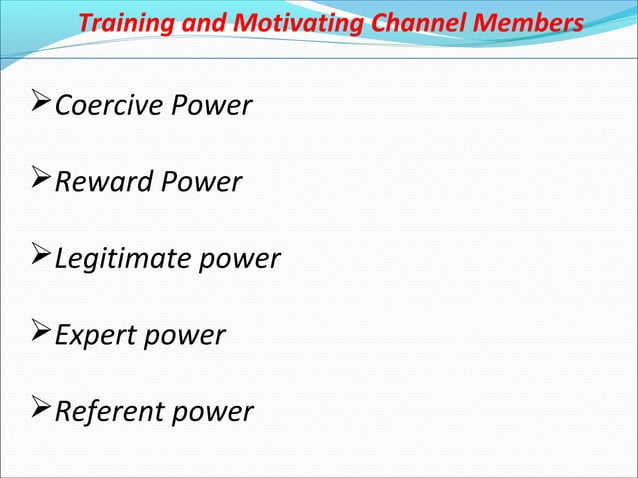 Training and Motivating Channel Members
➢Coercive Power
➢Reward Power
➢Legitimate power
➢Expert power
➢Referent power